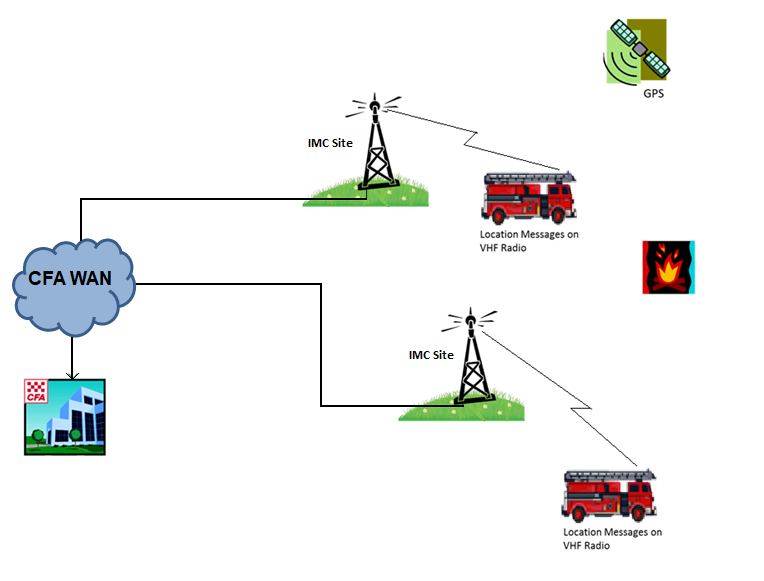 GPS
IMC Site
Location Messages on
VHF Radio
CFA WAN
IMC Site
CFA
Location Messages on
VHF Radio